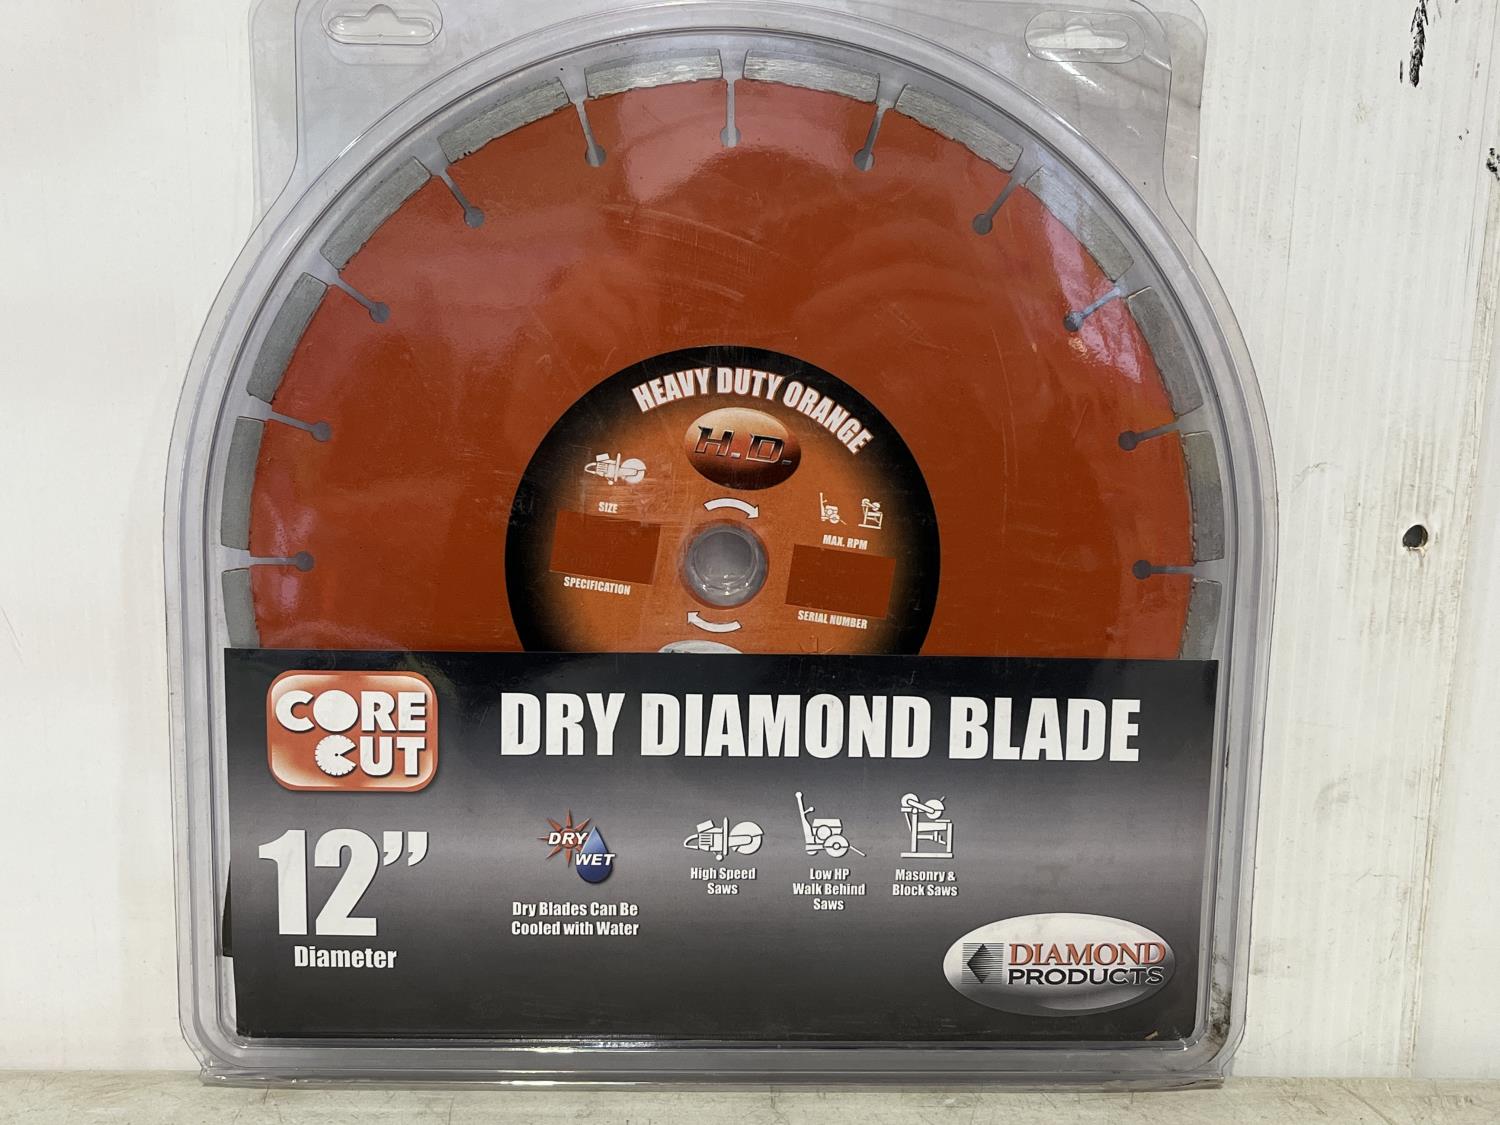 HEAVY DUTY ORANGE
H.D.
SIZE
MAX. RPM
SPECIFICATION
SERIAL NUMBER
CORE
CUT
DRY DIAMOND BLADE
12”
Diameter
DRY
WET
Dry Blades Can Be
Cooled with Water
High Speed
Saws
Low HP
Walk Behind
Saws
Masonry &
Block Saws
DIAMOND
PRODUCTS